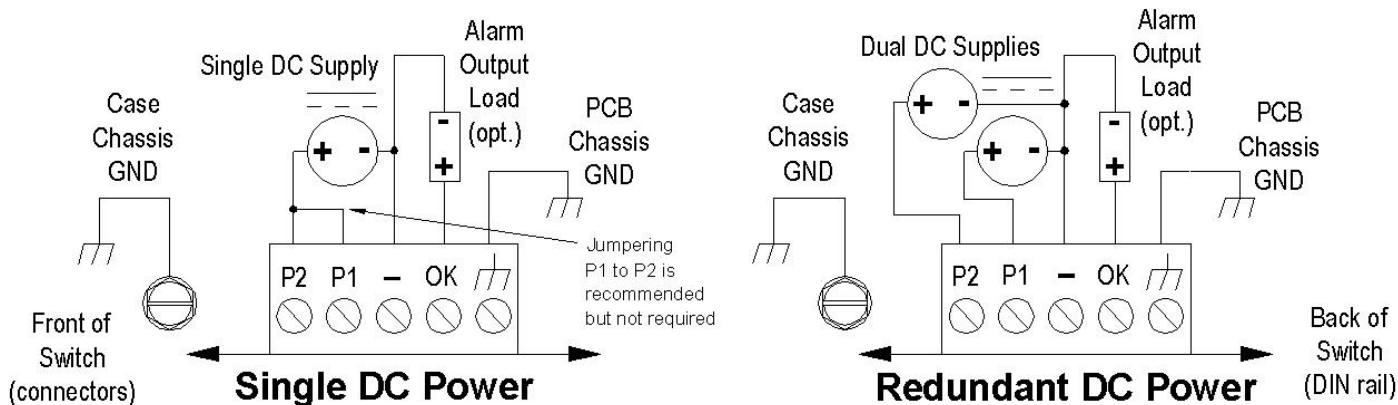 Single DC Supply
Alarm
Output
Load
(opt.)
Case
Chassis
GND
PCB
Chassis
GND
+ -
-
+
Jumpering
P1 to P2 is
recommended
but not required
P2 P1 – OK
Front of
Switch
(connectors)
Single DC Power
Dual DC Supplies
Alarm
Output
Load
(opt.)
Case
Chassis
GND
PCB
Chassis
GND
+ -
+ -
-
+
P2 P1 – OK
Back of
Switch
(DIN rail)
Redundant DC Power